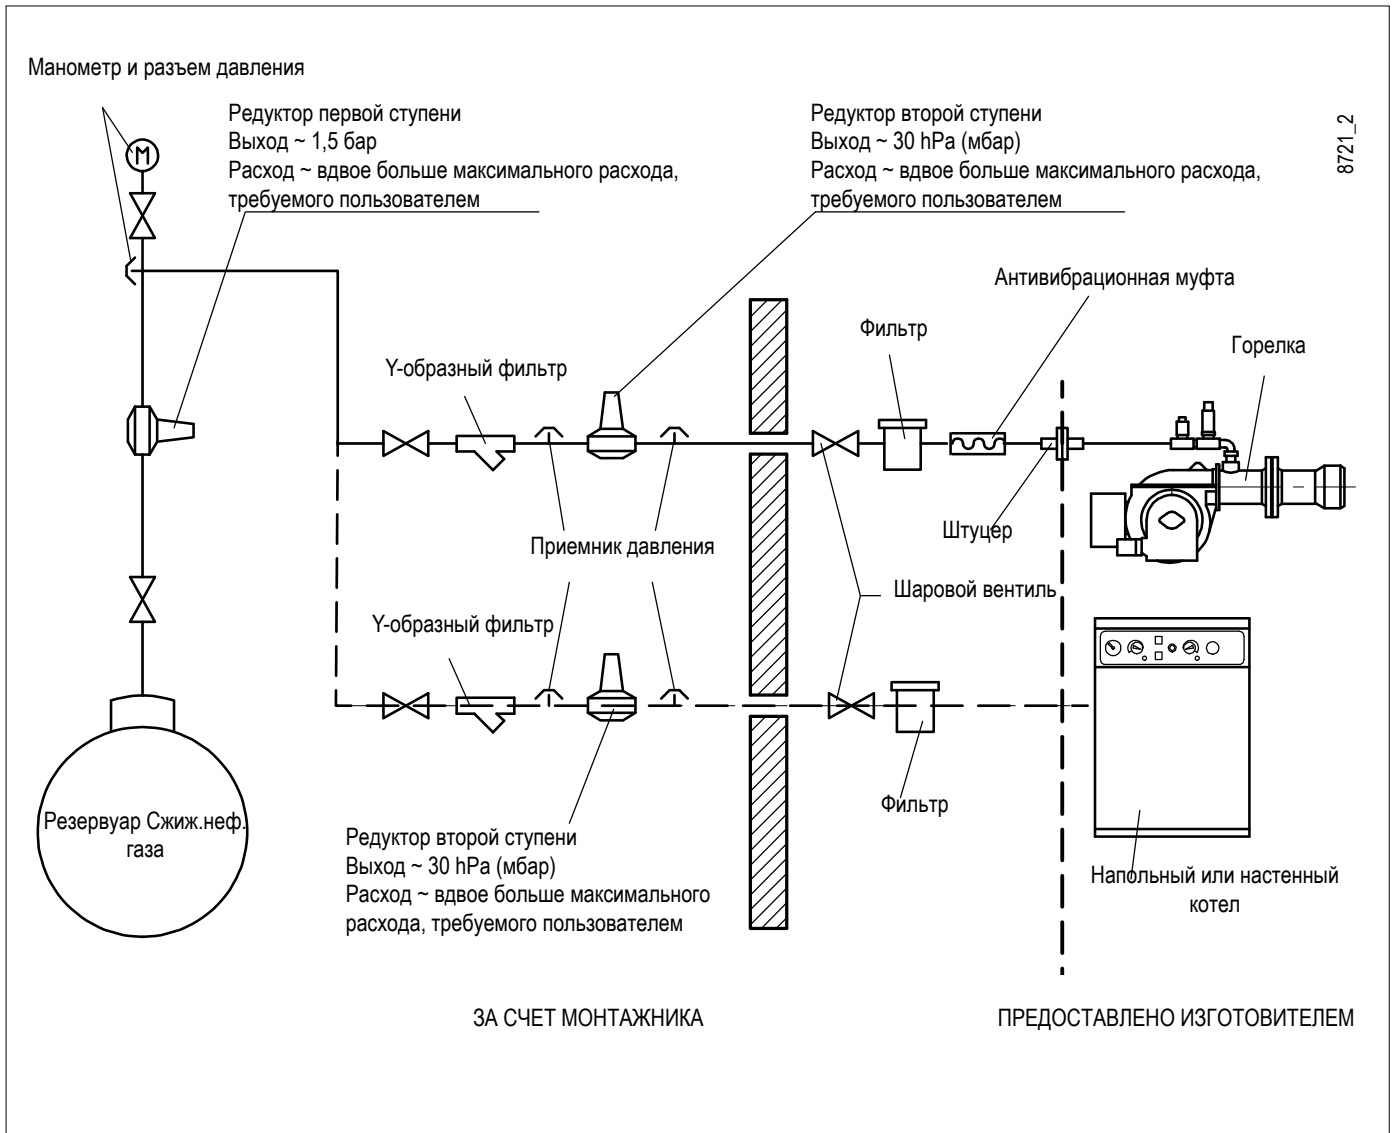 Манометр и разъем давления
M
Редуктор первой ступени
Выход ~ 1,5 бар
Расход ~ вдвое больше максимального расхода,
требуемого пользователем
Редуктор второй ступени
Выход ~ 30 hPa (мбар)
Расход ~ вдвое больше максимального расхода,
требуемого пользователем
8721_2
Антивибрационная муфта
Фильтр
Горелка
Y-образный фильтр
Штуцер
Приемник давления
Шаровой вентиль
Y-образный фильтр
Резервуар Сжиж.неф.
газа
Фильтр
Редуктор второй ступени
Выход ~ 30 hPa (мбар)
Расход ~ вдвое больше максимального
расхода, требуемого пользователем
Напольный или настенный
котел
ЗА СЧЕТ МОНТАЖНИКА
ПРЕДОСТАВЛЕНО ИЗГОТОВИТЕЛЕМ